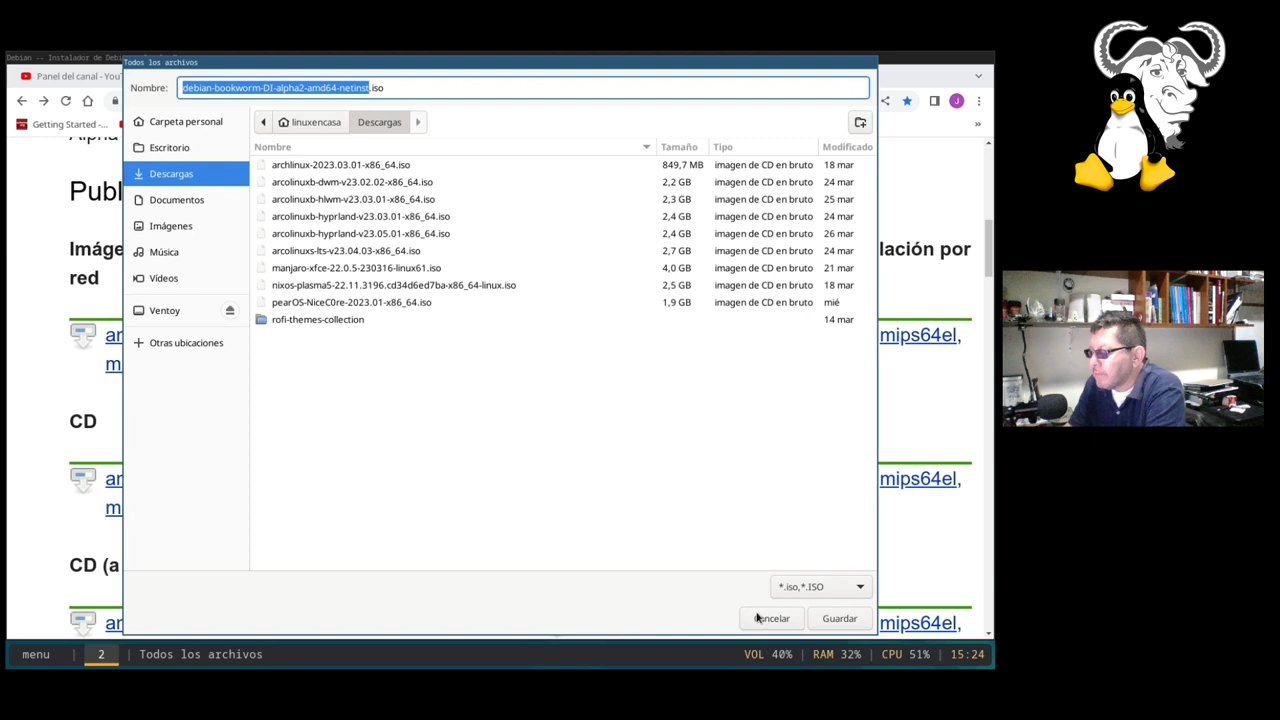 Debian -- Instalador de Debi
Todos los archivos
Panel del canal - YouT
Nombre: debian-bookworm-DI-alpha2-amd64-netinst.iso
Getting Started -...
J
»
Carpeta personal
Escritorio
Descargas
Documentos
Imágenes
Música
Vídeos
Ventoy
Otras ubicaciones
linuxencasa Descargas
Nombre Tamaño Tipo Modificado
archlinux-2023.03.01-x86_64.iso 849,7 MB imagen de CD en bruto 18 mar
arcolinuxb-dwm-v23.02.02-x86_64.iso 2,2 GB imagen de CD en bruto 24 mar
arcolinuxb-hlwm-v23.03.01-x86_64.iso 2,3 GB imagen de CD en bruto 25 mar
arcolinuxb-hyprland-v23.03.01-x86_64.iso 2,4 GB imagen de CD en bruto 24 mar
arcolinuxb-hyprland-v23.05.01-x86_64.iso 2,4 GB imagen de CD en bruto 26 mar
arcolinuxs-lts-v23.04.03-x86_64.iso 2,7 GB imagen de CD en bruto 24 mar
manjaro-xfce-22.0.5-230316-linux61.iso 4,0 GB imagen de CD en bruto 21 mar
nixos-plasma5-22.11.3196.cd34d6ed7ba-x86_64-linux.iso 2,5 GB imagen de CD en bruto 18 mar
pearOS-NiceC0re-2023.01-x86_64.iso 1,9 GB imagen de CD en bruto mié
rofi-themes-collection 14 mar
*.iso,*.ISO
Cancelar Guardar
Publ
Imáge lación por
red
ar mips64el,
m
CD
ar mips64el,
m
CD (a
ar mips64el,
menu | 2 | Todos los archivos VOL 40% | RAM 32% | CPU 51% | 15:24